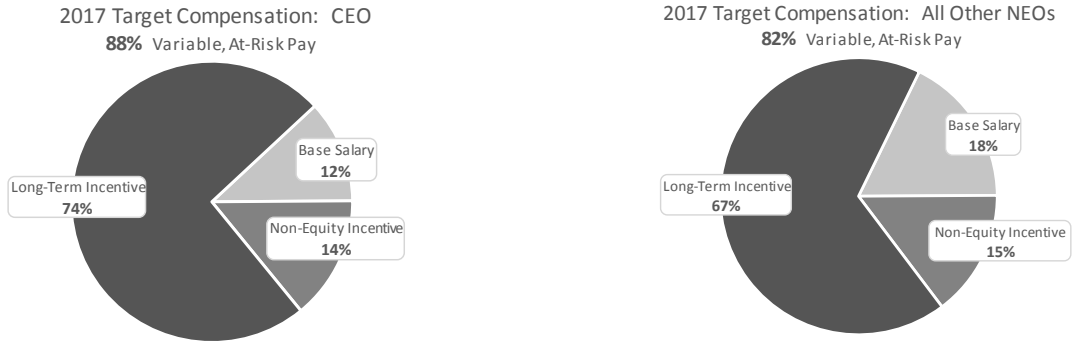 2017 Target Compensation: CEO
88% Variable, At-Risk Pay
Base Salary
12%
Long-Term Incentive
74%
Non-Equity Incentive
14%
2017 Target Compensation: All Other NEOs
82% Variable, At-Risk Pay
Base Salary
18%
Long-Term Incentive
67%
Non-Equity Incentive
15%